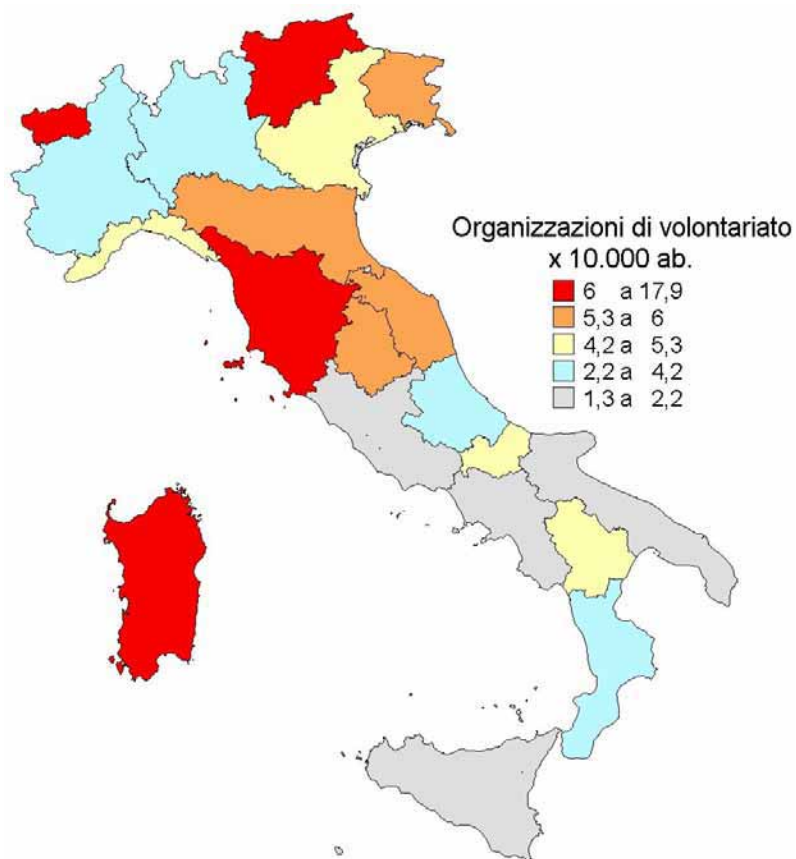 Organizzazioni di volontariato
x 10.000 ab.
6 a 17,9
5,3 a 6
4,2 a 5,3
2,2 a 4,2
1,3 a 2,2